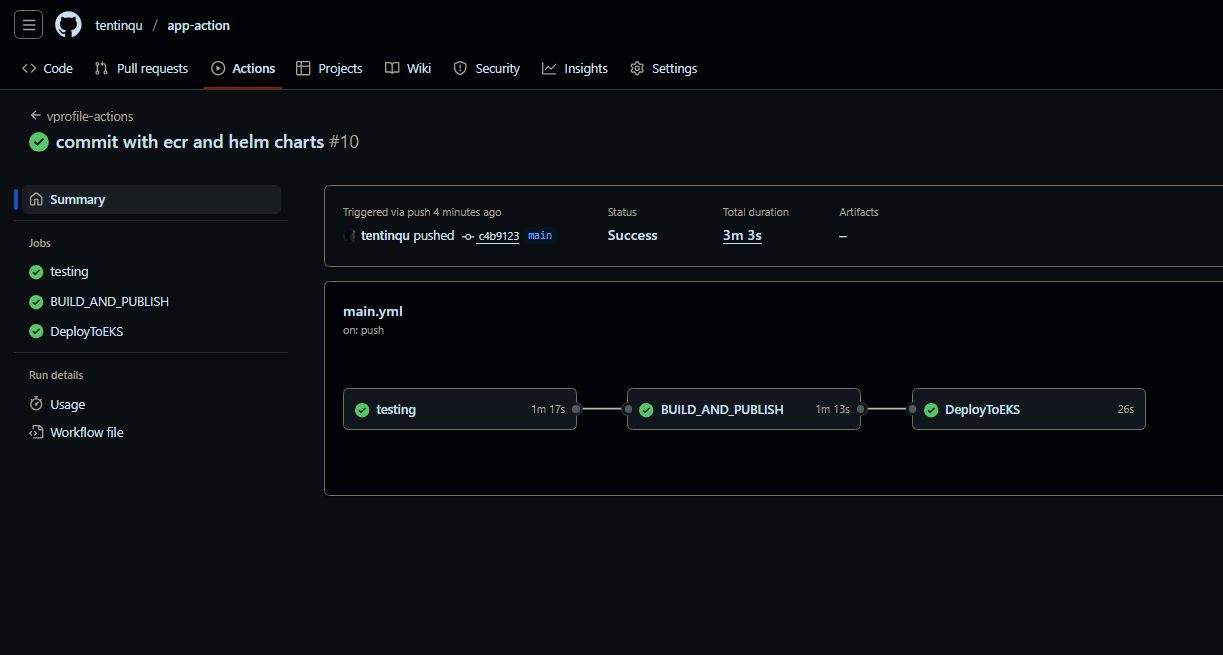 tentinqu / app-action
Code Pull requests Actions Projects Wiki Security Insights Settings
vprofile-actions
commit with ecr and helm charts #10
Summary
Jobs
testing
BUILD_AND_PUBLISH
DeployToEKS
Run details
Usage
Workflow file
Triggered via push 4 minutes ago
tentinqu pushed c4b9123 main
Status
Success
Total duration
3m 3s
Artifacts
–
main.yml
on: push
testing 1m 17s
BUILD_AND_PUBLISH 1m 13s
DeployToEKS 26s